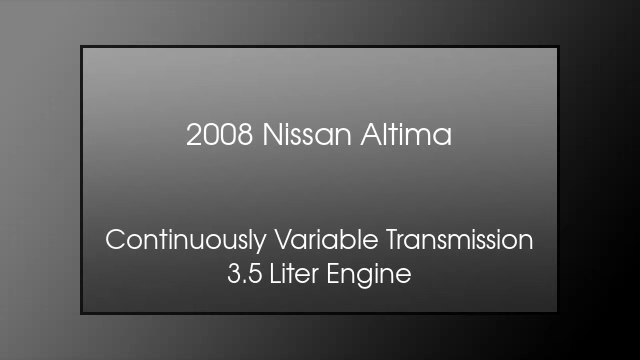 2008 Nissan Altima
Continuously Variable Transmission
3.5 Liter Engine